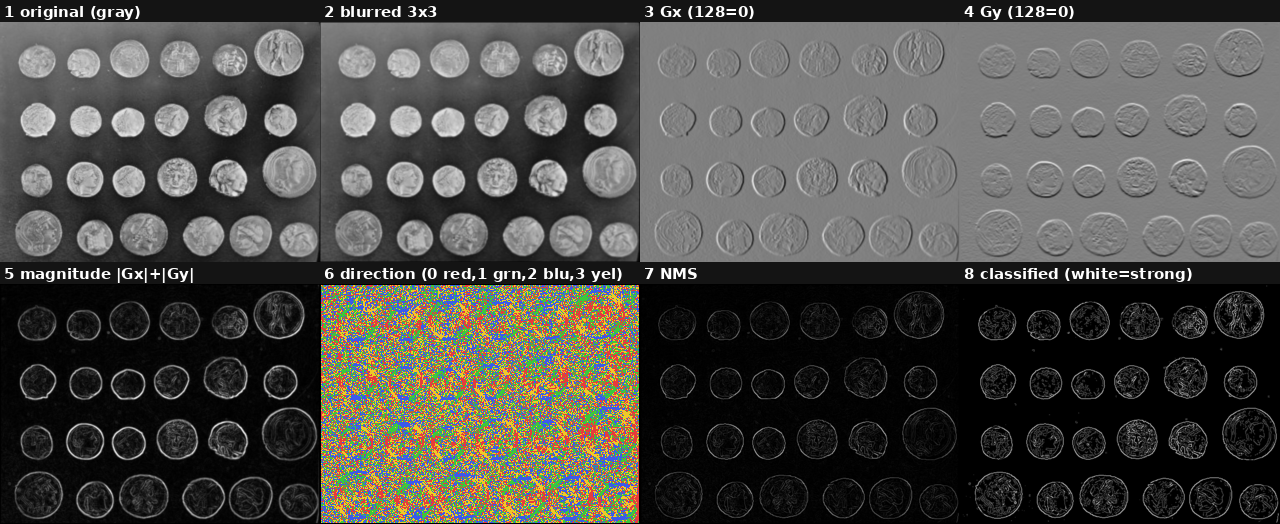 1 original (gray)
2 blurred 3x3
3 Gx (128=0)
4 Gy (128=0)
5 magnitude |Gx|+|Gy|
6 direction (0 red,1 grn,2 blu,3 yel)
7 NMS
8 classified (white=strong)